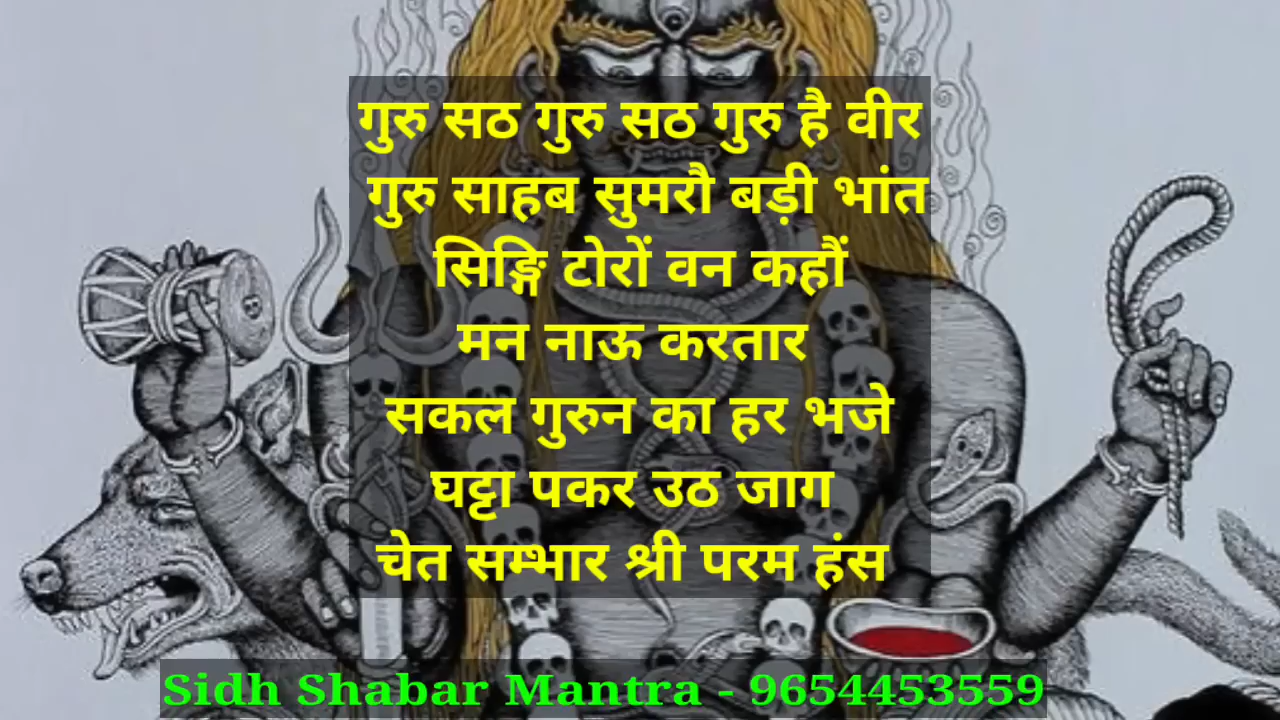 गुरु सठ गुरु सठ गुरु है वीर
गुरु साहब सुमरौ बड़ी भांत
सिङ्गि टोरों वन कहौं
मन नाऊ करतार
सकल गुरुन का हर भजे
घट्टा पकर उठ जाग
चेत सम्भार श्री परम हंस
Sidh Shabar Mantra - 9654453559